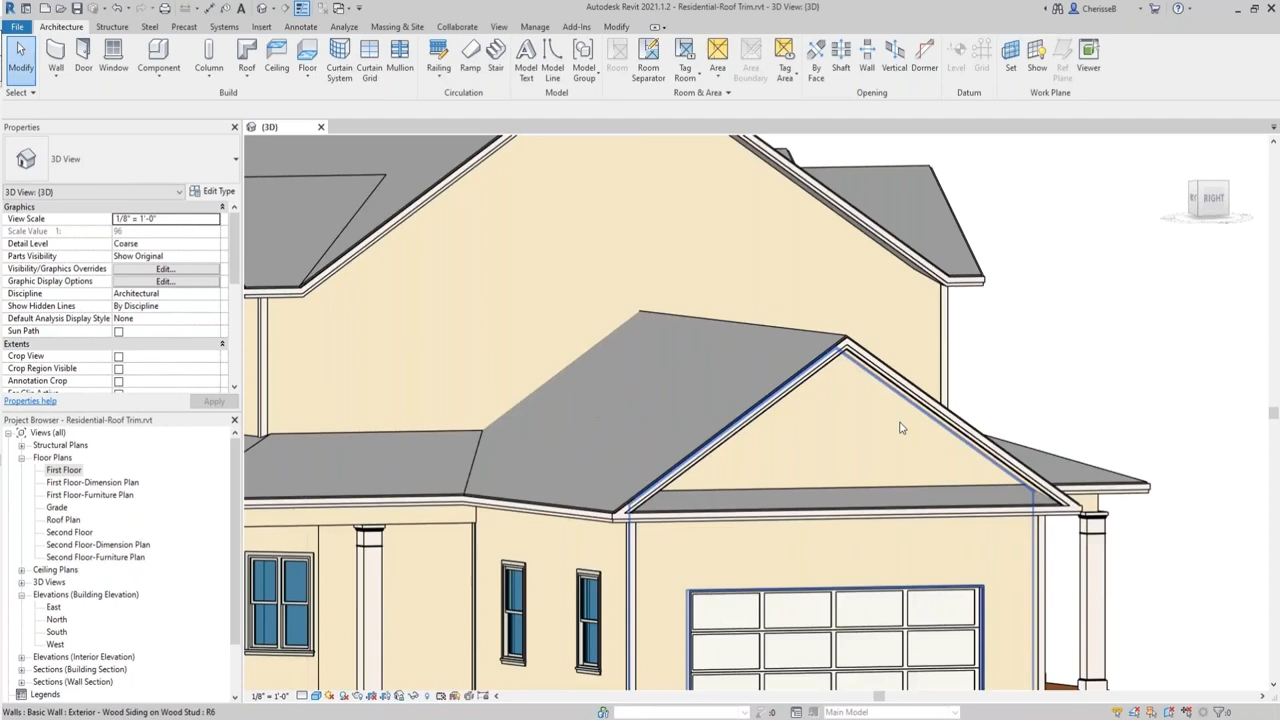 Autodesk Revit 2021.1.2 - Residential-Roof Trim.rvt - 3D View: {3D}
CherisseB
File Architecture Structure Steel Precast Systems Insert Annotate Analyze Massing & Site Collaborate View Manage Add-Ins Modify
Modify Wall Door Window Component Column Roof Ceiling Floor Curtain System Curtain Grid Mullion Railing Ramp Stair Model Text Model Line Model Group Room Room Separator Tag Room Area Area Boundary Tag Area By Face Shaft Wall Vertical Dormer Level Grid Set Show Ref Plane Viewer
Select Build Circulation Model Room & Area Opening Datum Work Plane
Properties
{3D}
RIGHT
3D View
3D View: {3D} Edit Type
Graphics
View Scale 1/8" = 1'-0"
Scale Value 1: 96
Detail Level Coarse
Parts Visibility Show Original
Visibility/Graphics Overrides Edit...
Graphic Display Options Edit...
Discipline Architectural
Show Hidden Lines By Discipline
Default Analysis Display Style None
Sun Path
Extents
Crop View
Crop Region Visible
Annotation Crop
Properties help Apply
Project Browser - Residential-Roof Trim.rvt
Views (all)
Structural Plans
Floor Plans
First Floor
First Floor-Dimension Plan
First Floor-Furniture Plan
Grade
Roof Plan
Second Floor
Second Floor-Dimension Plan
Second Floor-Furniture Plan
Ceiling Plans
3D Views
Elevations (Building Elevation)
East
North
South
West
Elevations (Interior Elevation)
Sections (Building Section)
Sections (Wall Section)
Legends
1/8" = 1'-0"
Walls : Basic Wall : Exterior - Wood Siding on Wood Stud : R6
:0
Main Model
:0